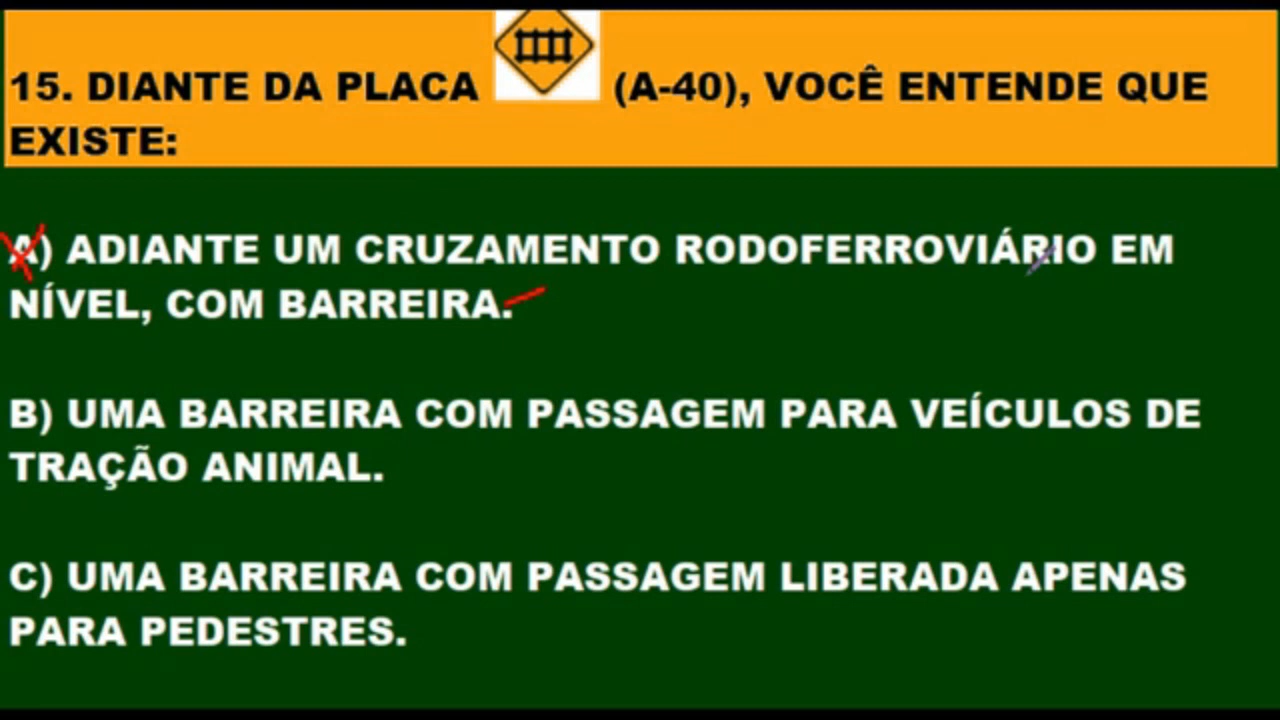 15. DIANTE DA PLACA (A-40), VOCÊ ENTENDE QUE
EXISTE:
A) ADIANTE UM CRUZAMENTO RODOFERROVIÁRIO EM
NÍVEL, COM BARREIRA.
B) UMA BARREIRA COM PASSAGEM PARA VEÍCULOS DE
TRAÇÃO ANIMAL.
C) UMA BARREIRA COM PASSAGEM LIBERADA APENAS
PARA PEDESTRES.